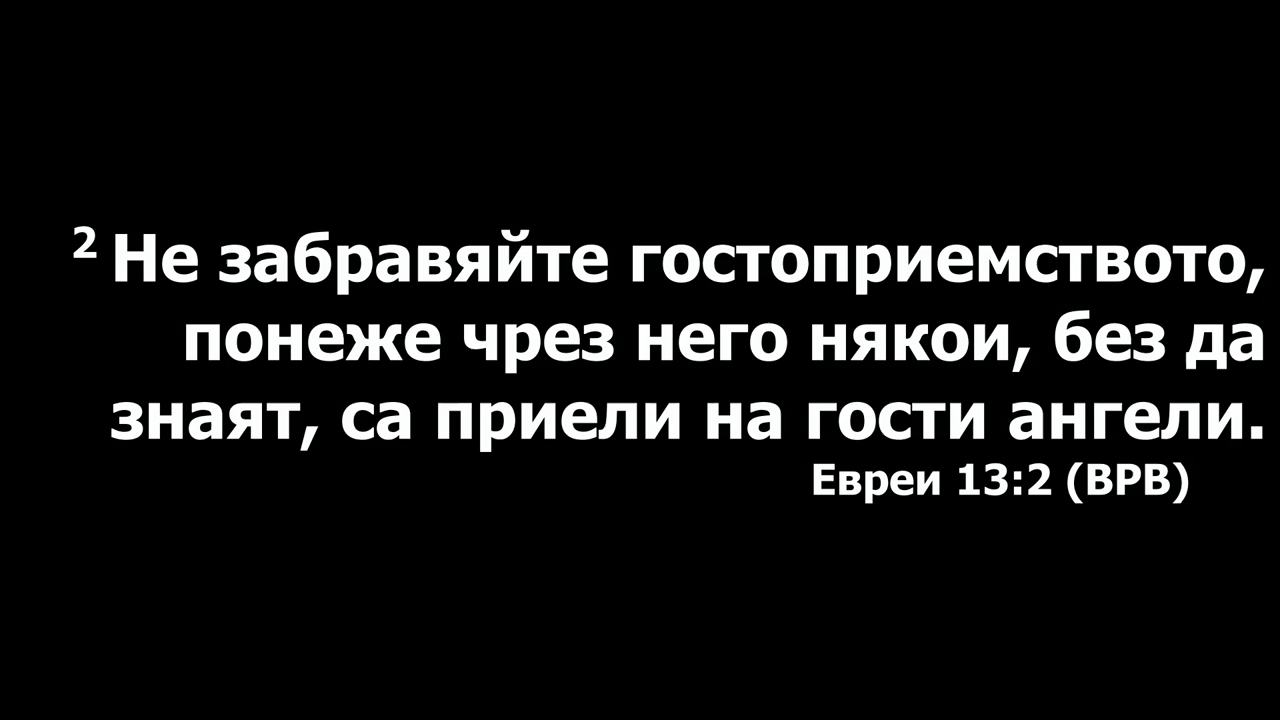 2 Не забравяйте гостоприемството,
понеже чрез него някои, без да
знаят, са приели на гости ангели.
Евреи 13:2 (ВРВ)